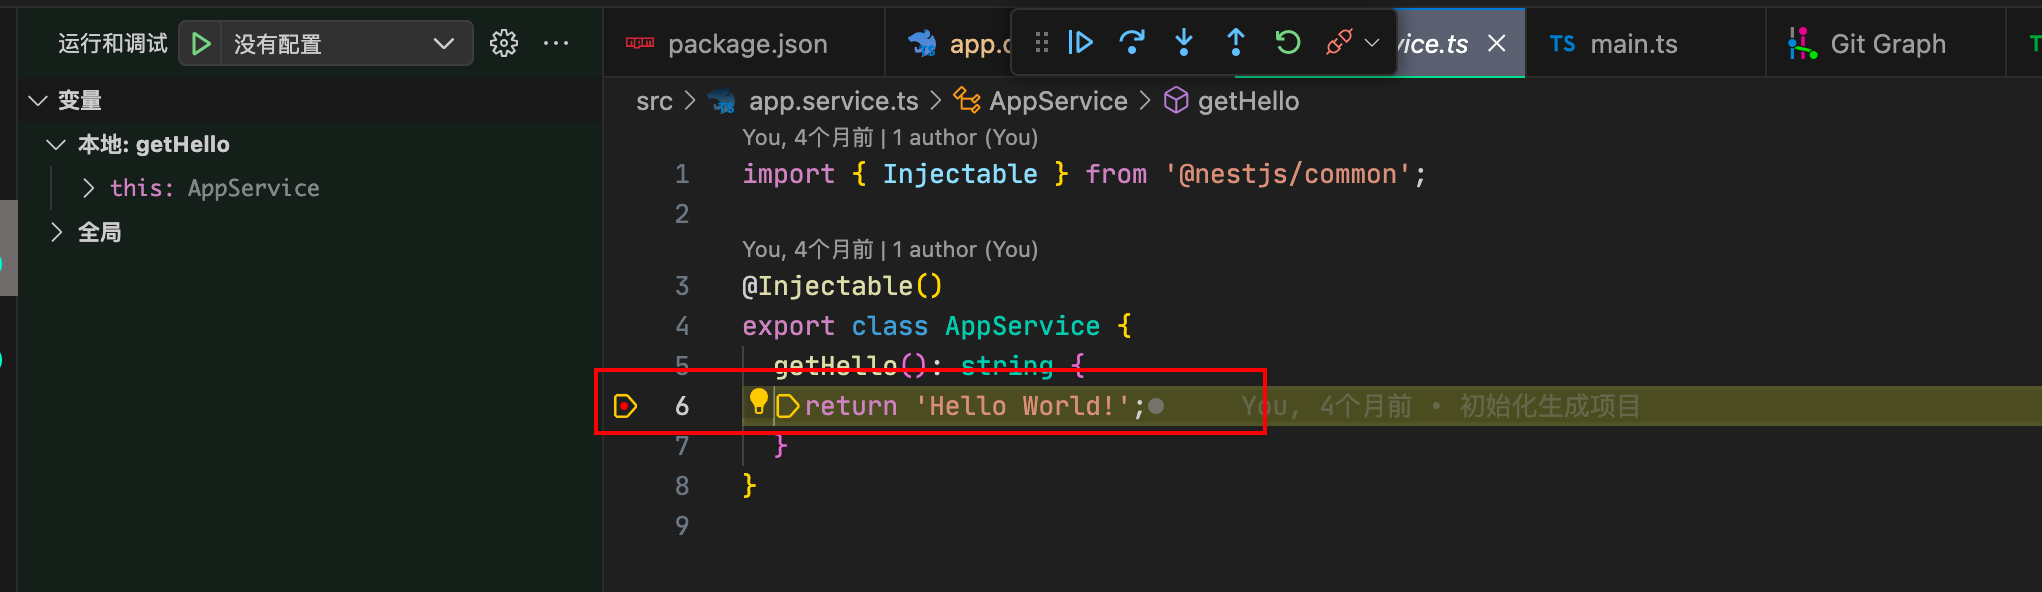 运行和调试
没有配置
变量
本地: getHello
this: AppService
全局
package.json
vice.ts
TS main.ts
Git Graph
src > app.service.ts > AppService > getHello
You, 4个月前 | 1 author (You)
1 import { Injectable } from '@nestjs/common';
2
You, 4个月前 | 1 author (You)
3 @Injectable()
4 export class AppService {
5 getHello(): string {
6 return 'Hello World!'; You, 4个月前 • 初始化生成项目
7 }
8 }
9